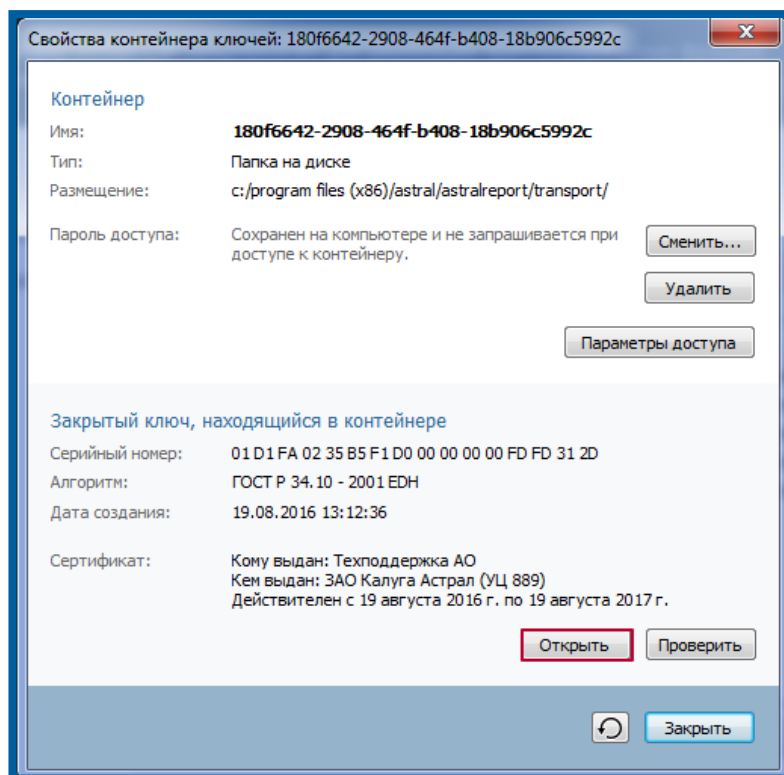 Свойства контейнера ключей: 180f6642-2908-464f-b408-18b906c5992c
Контейнер
Имя: 180f6642-2908-464f-b408-18b906c5992c
Тип: Папка на диске
Размещение: c:/program files (x86)/astral/astralreport/transport/
Пароль доступа: Сохранен на компьютере и не запрашивается при
доступе к контейнеру.
Сменить...
Удалить
Параметры доступа
Закрытый ключ, находящийся в контейнере
Серийный номер: 01 D1 FA 02 35 B5 F1 D0 00 00 00 00 FD FD 31 2D
Алгоритм: ГОСТ Р 34.10 - 2001 EDH
Дата создания: 19.08.2016 13:12:36
Сертификат: Кому выдан: Техподдержка АО
Кем выдан: ЗАО Калуга Астрал (УЦ 889)
Действителен с 19 августа 2016 г. по 19 августа 2017 г.
Открыть Проверить
Закрыть